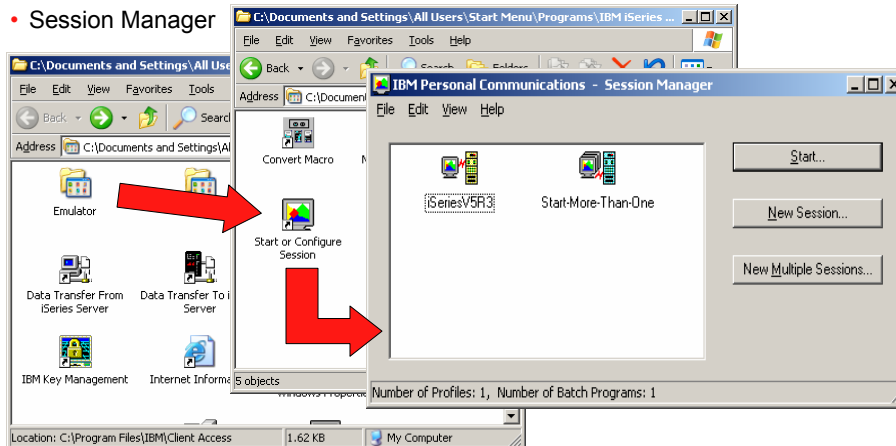 • Session Manager
C:\Documents and Settings\All Users\Start Menu\Programs\IBM iSeries ...
File Edit View Favorites Tools Help
Back Search Folders
Address C:\Documen
Convert Macro
Start or Configure
Session
5 objects
C:\Documents and Settings\All Use
File Edit View Favorites Tools
Back Search
Address C:\Documents and Settings\A
Emulator
Data Transfer From
iSeries Server
Data Transfer To i
Server
IBM Key Management
Internet Informa
Location: C:\Program Files\IBM\Client Access
1.62 KB
My Computer
IBM Personal Communications - Session Manager
File Edit View Help
iSeriesV5R3
Start-More-Than-One
Start...
New Session...
New Multiple Sessions...
Number of Profiles: 1, Number of Batch Programs: 1